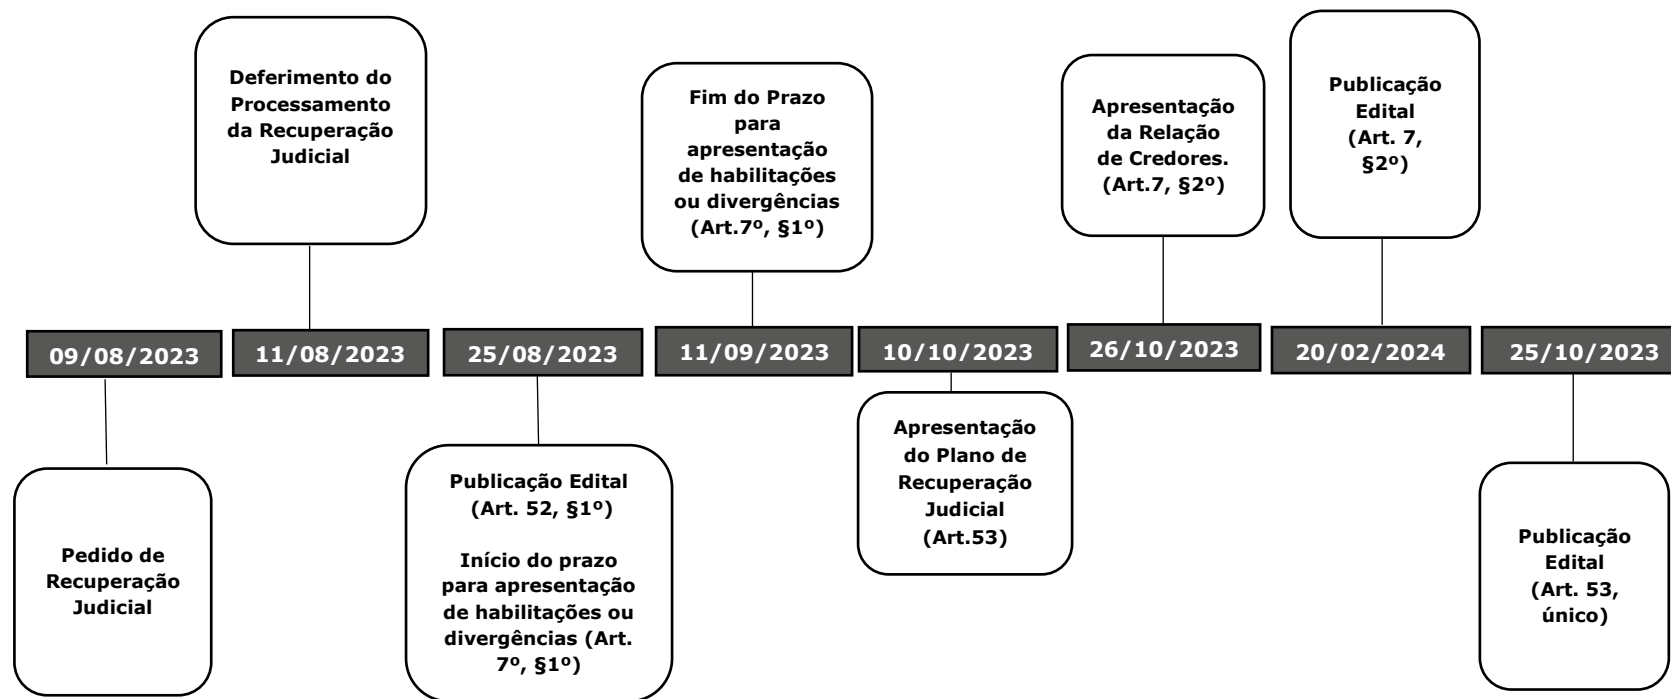 Deferimento do
Processamento
da Recuperação
Judicial
Fim do Prazo
para
apresentação
de habilitações
ou divergências
(Art.7º, §1º)
Apresentação
da Relação
de Credores.
(Art.7, §2º)
Publicação
Edital
(Art. 7,
§2º)
09/08/2023
11/08/2023
25/08/2023
11/09/2023
10/10/2023
26/10/2023
20/02/2024
25/10/2023
Pedido de
Recuperação
Judicial
Publicação Edital
(Art. 52, §1º)
Início do prazo
para apresentação
de habilitações ou
divergências (Art.
7º, §1º)
Apresentação
do Plano de
Recuperação
Judicial
(Art.53)
Publicação
Edital
(Art. 53,
único)